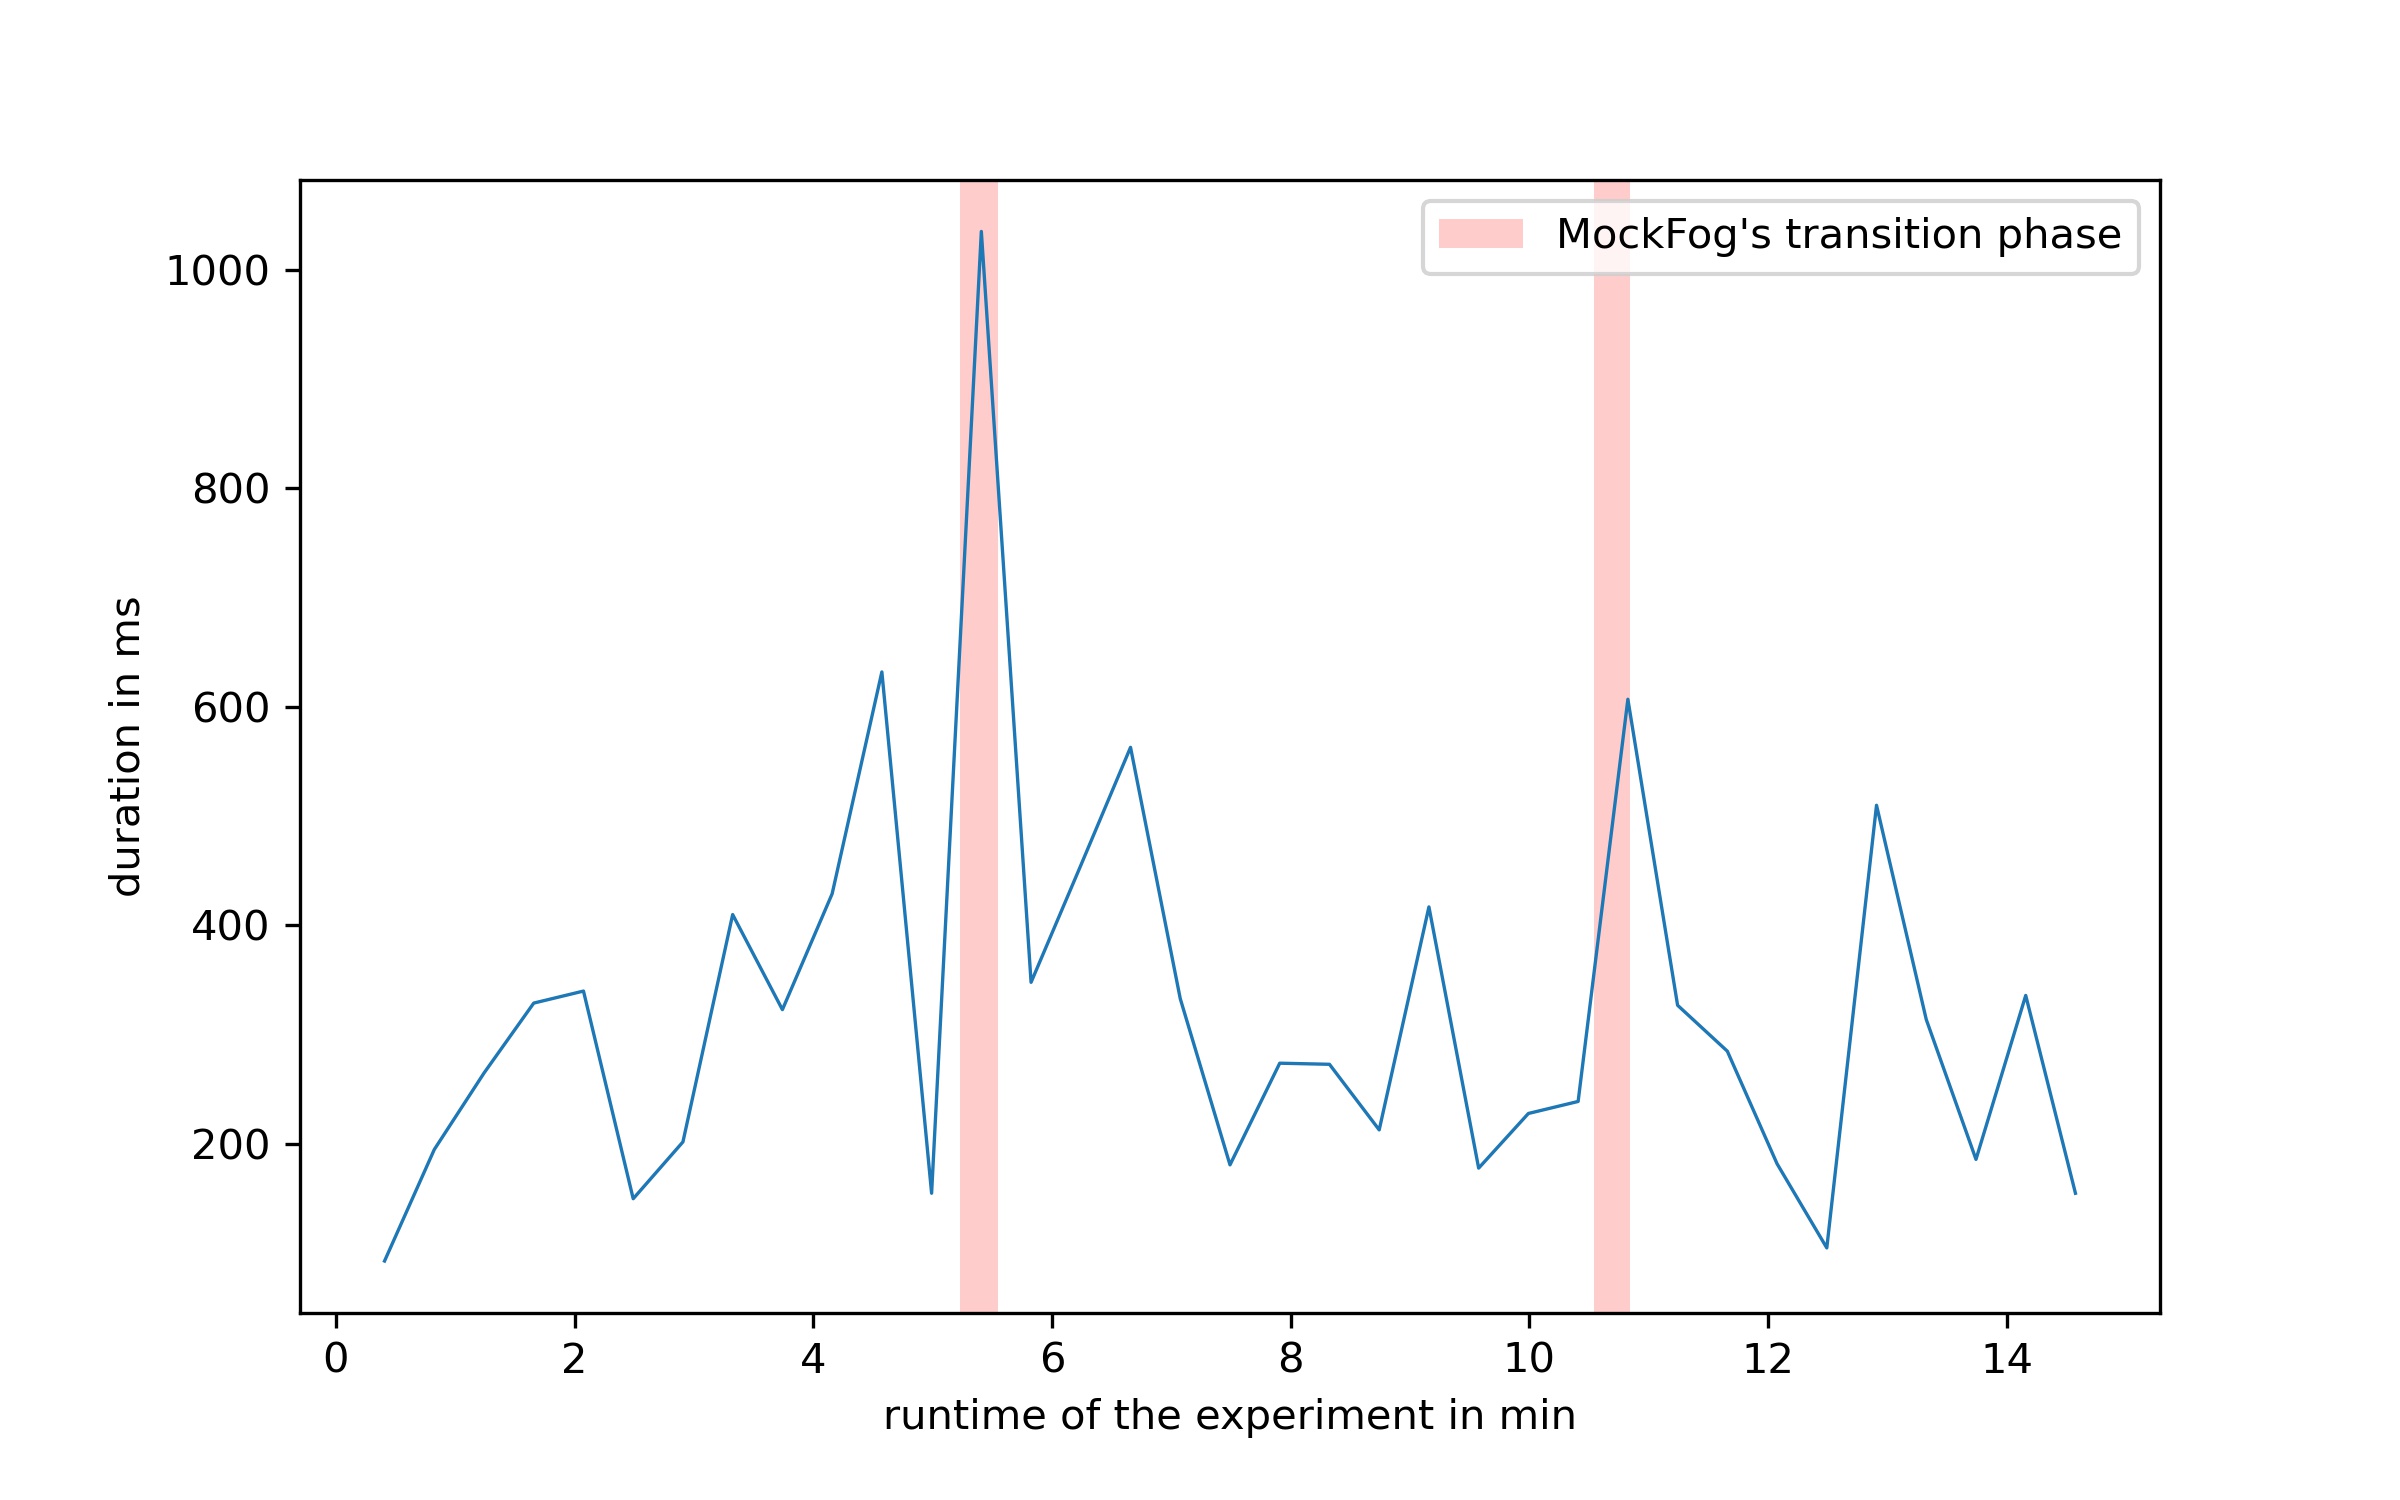 MockFog's transition phase
1000
800
600
400
200
duration in ms
0 2 4 6 8 10 12 14
runtime of the experiment in min